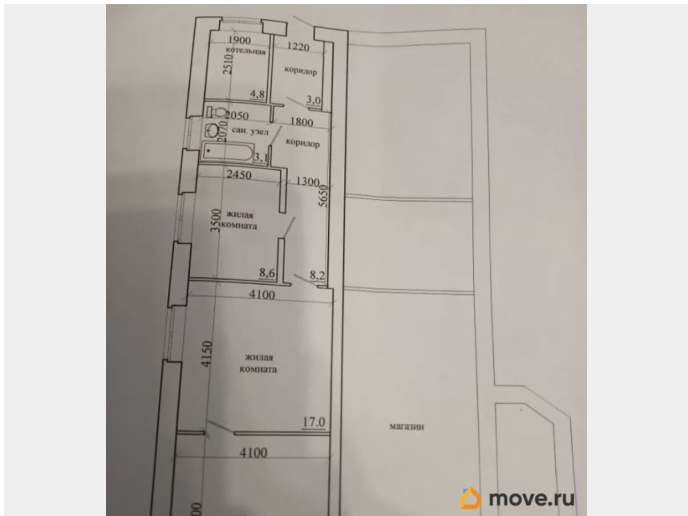 1900
котельная
2510
4,8
1220
коридор
3,0
2050
2070
сан. узел
3,1
1800
коридор
1300
5650
8,2
2450
3500
жилая
комната
8,6
4100
4150
жилая
комната
17.0
4100
магазин
move.ru